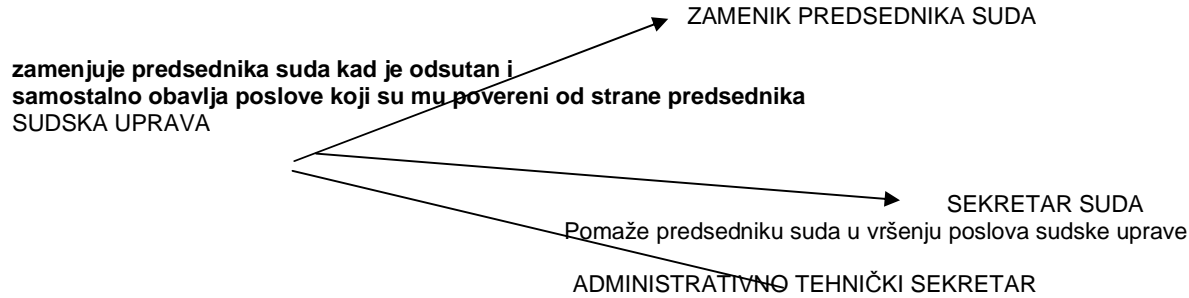 ZAMENIK PREDSEDNIKA SUDA
zamenjuje predsednika suda kad je odsutan i
samostalno obavlja poslove koji su mu povereni od strane predsednika
SUDSKA UPRAVA
SEKRETAR SUDA
Pomaže predsedniku suda u vršenju poslova sudske uprave
ADMINISTRATIVNO TEHNIČKI SEKRETAR